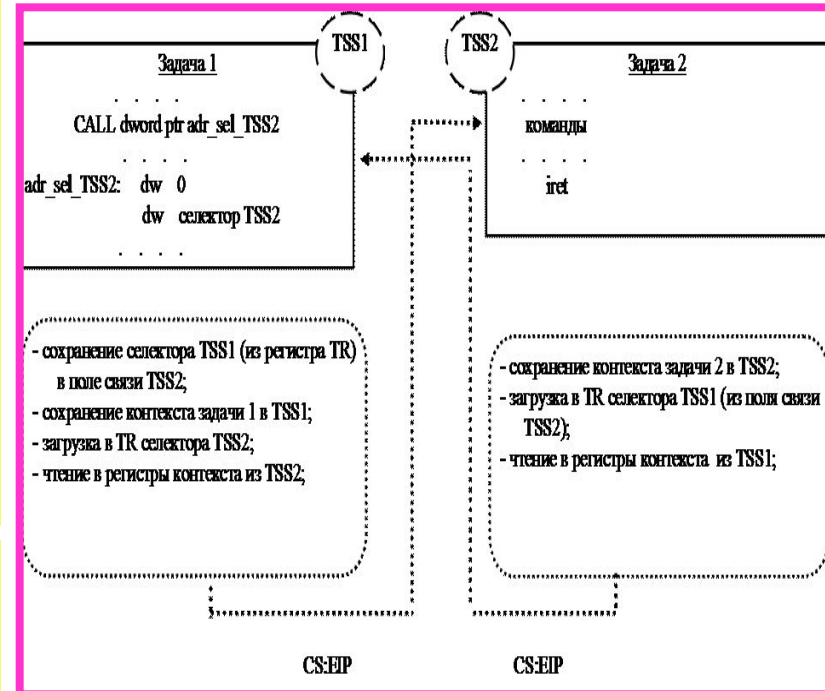 TSS1
Задача 1
. . . .
CALL dword ptr adr_sel_TSS2
. . . .
adr_sel_TSS2: dw 0
dw селектор TSS2
. . . .
TSS2
Задача 2
. . . .
команды
. . . .
iret
- сохранение селектора TSS1 (из регистра TR)
в поле связи TSS2;
- сохранение контекста задачи 1 в TSS1;
- загрузка в TR селектора TSS2;
- чтение в регистры контекста из TSS2;
- сохранение контекста задачи 2 в TSS2;
- загрузка в TR селектора TSS1 (из поля связи
TSS2);
- чтение в регистры контекста из TSS1;
CS:EIP
CS:EIP